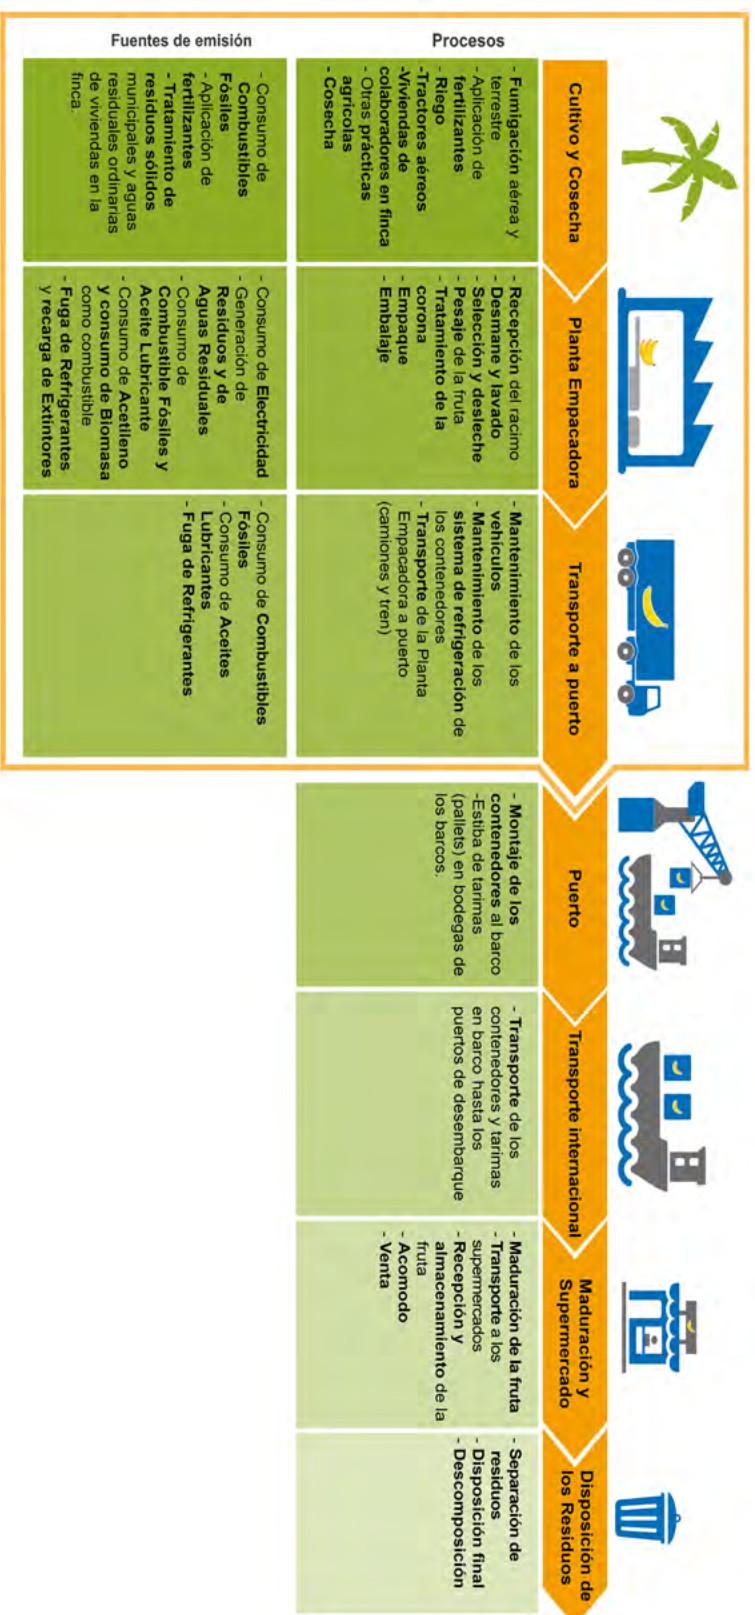 Cultivo y Cosecha
Planta Empacadora
Transporte a puerto
Puerto
Transporte internacional
Maduración y
Supermercado
Disposición de
los Residuos
Procesos
- Fumigación aérea y
terrestre
- Aplicación de
fertilizantes
- Riego
-Tractores aéreos
-Viviendas de
colaboradores en finca
- Otras prácticas
agrícolas
- Cosecha
- Recepción del racimo
- Desmane y lavado
- Selección y desleche
- Pesaje de la fruta
- Tratamiento de la
corona
- Empaque
- Embalaje
- Mantenimiento de los
vehículos
- Mantenimiento de los
sistema de refrigeración de
los contenedores
- Transporte de la Planta
Empacadora a puerto
(camiones y tren)
- Montaje de los
contenedores al barco
-Estiba de tarimas
(pallets) en bodegas de
los barcos.
- Transporte de los
contenedores y tarimas
en barco hasta los
puertos de desembarque
- Maduración de la fruta
- Transporte a los
supermercados
- Recepción y
almacenamiento de la
fruta
- Acomodo
- Venta
- Separación de
residuos
- Disposición final
- Descomposición
Fuentes de emisión
- Consumo de
Combustibles
Fósiles
- Aplicación de
fertilizantes
- Tratamiento de
residuos sólidos
municipales y aguas
residuales ordinarias
de viviendas en la
finca.
- Consumo de Electricidad
- Generación de
Residuos y de
Aguas Residuales
- Consumo de
Combustible Fósiles y
Aceite Lubricante
- Consumo de Acetileno
y consumo de Biomasa
como combustible
- Fuga de Refrigerantes
y recarga de Extintores
- Consumo de Combustibles
Fósiles
- Consumo de Aceites
Lubricantes
- Fuga de Refrigerantes